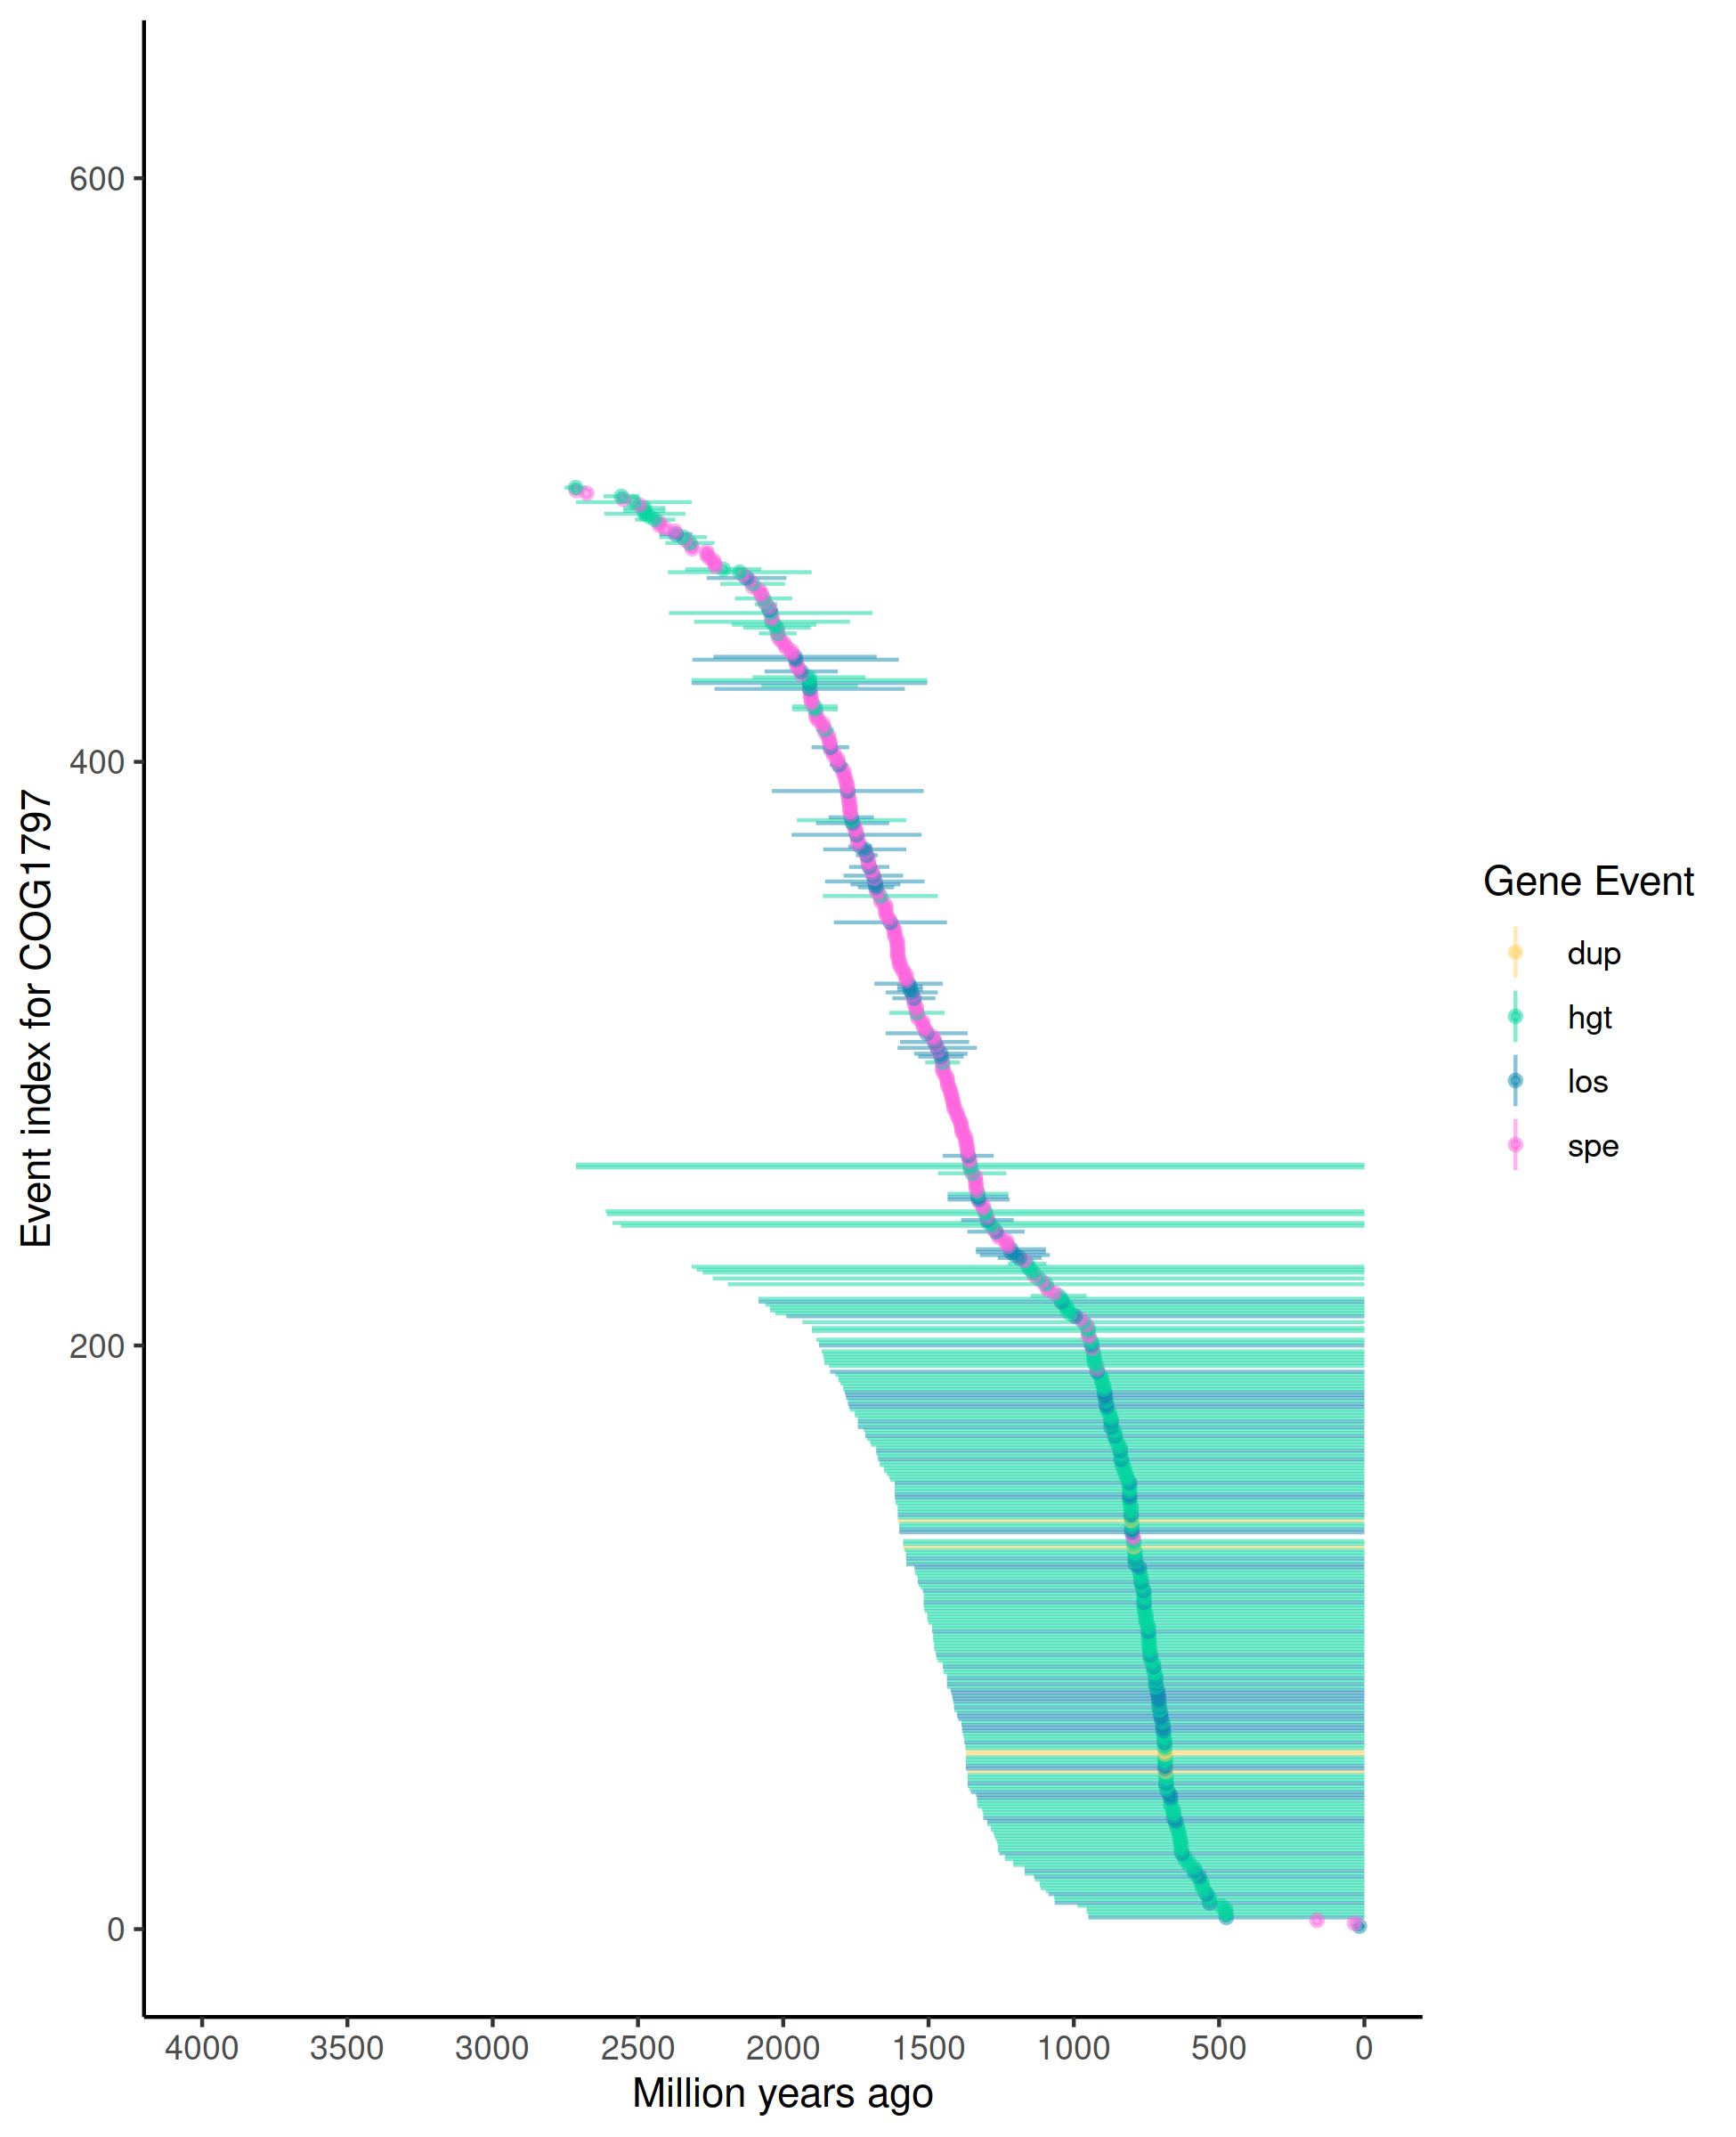 Event index for COG1797
600
400
200
0
4000 3500 3000 2500 2000 1500 1000 500 0
Million years ago
Gene Event
dup
hgt
los
spe